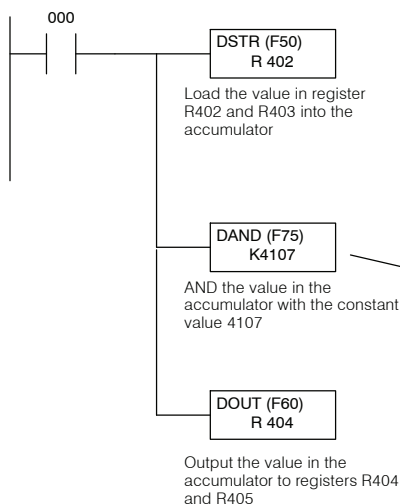 000
DSTR (F50)
R 402
Load the value in register
R402 and R403 into the
accumulator
DAND (F75)
K4107
AND the value in the
accumulator with the constant
value 4107
DOUT (F60)
R 404
Output the value in the
accumulator to registers R404
and R405